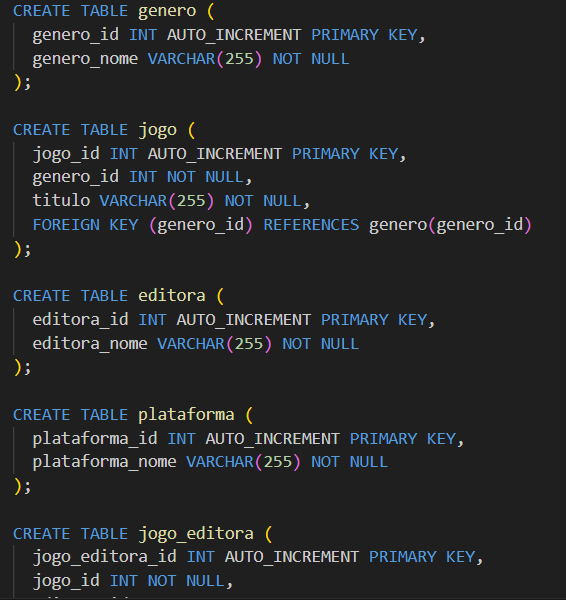 CREATE TABLE genero (
  genero_id INT AUTO_INCREMENT PRIMARY KEY,
  genero_nome VARCHAR(255) NOT NULL
);

CREATE TABLE jogo (
  jogo_id INT AUTO_INCREMENT PRIMARY KEY,
  genero_id INT NOT NULL,
  titulo VARCHAR(255) NOT NULL,
  FOREIGN KEY (genero_id) REFERENCES genero(genero_id)
);

CREATE TABLE editora (
  editora_id INT AUTO_INCREMENT PRIMARY KEY,
  editora_nome VARCHAR(255) NOT NULL
);

CREATE TABLE plataforma (
  plataforma_id INT AUTO_INCREMENT PRIMARY KEY,
  plataforma_nome VARCHAR(255) NOT NULL
);

CREATE TABLE jogo_editora (
  jogo_editora_id INT AUTO_INCREMENT PRIMARY KEY,
  jogo_id INT NOT NULL,